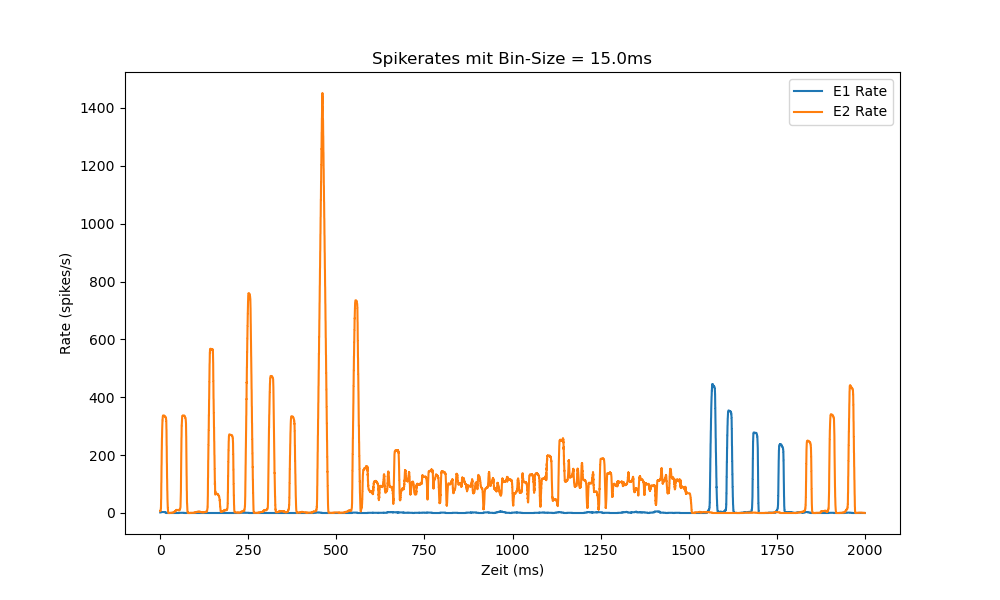 Spikerates mit Bin-Size = 15.0ms
E1 Rate
E2 Rate
1400
1200
1000
800
600
400
200
0
Rate (spikes/s)
0 250 500 750 1000 1250 1500 1750 2000
Zeit (ms)